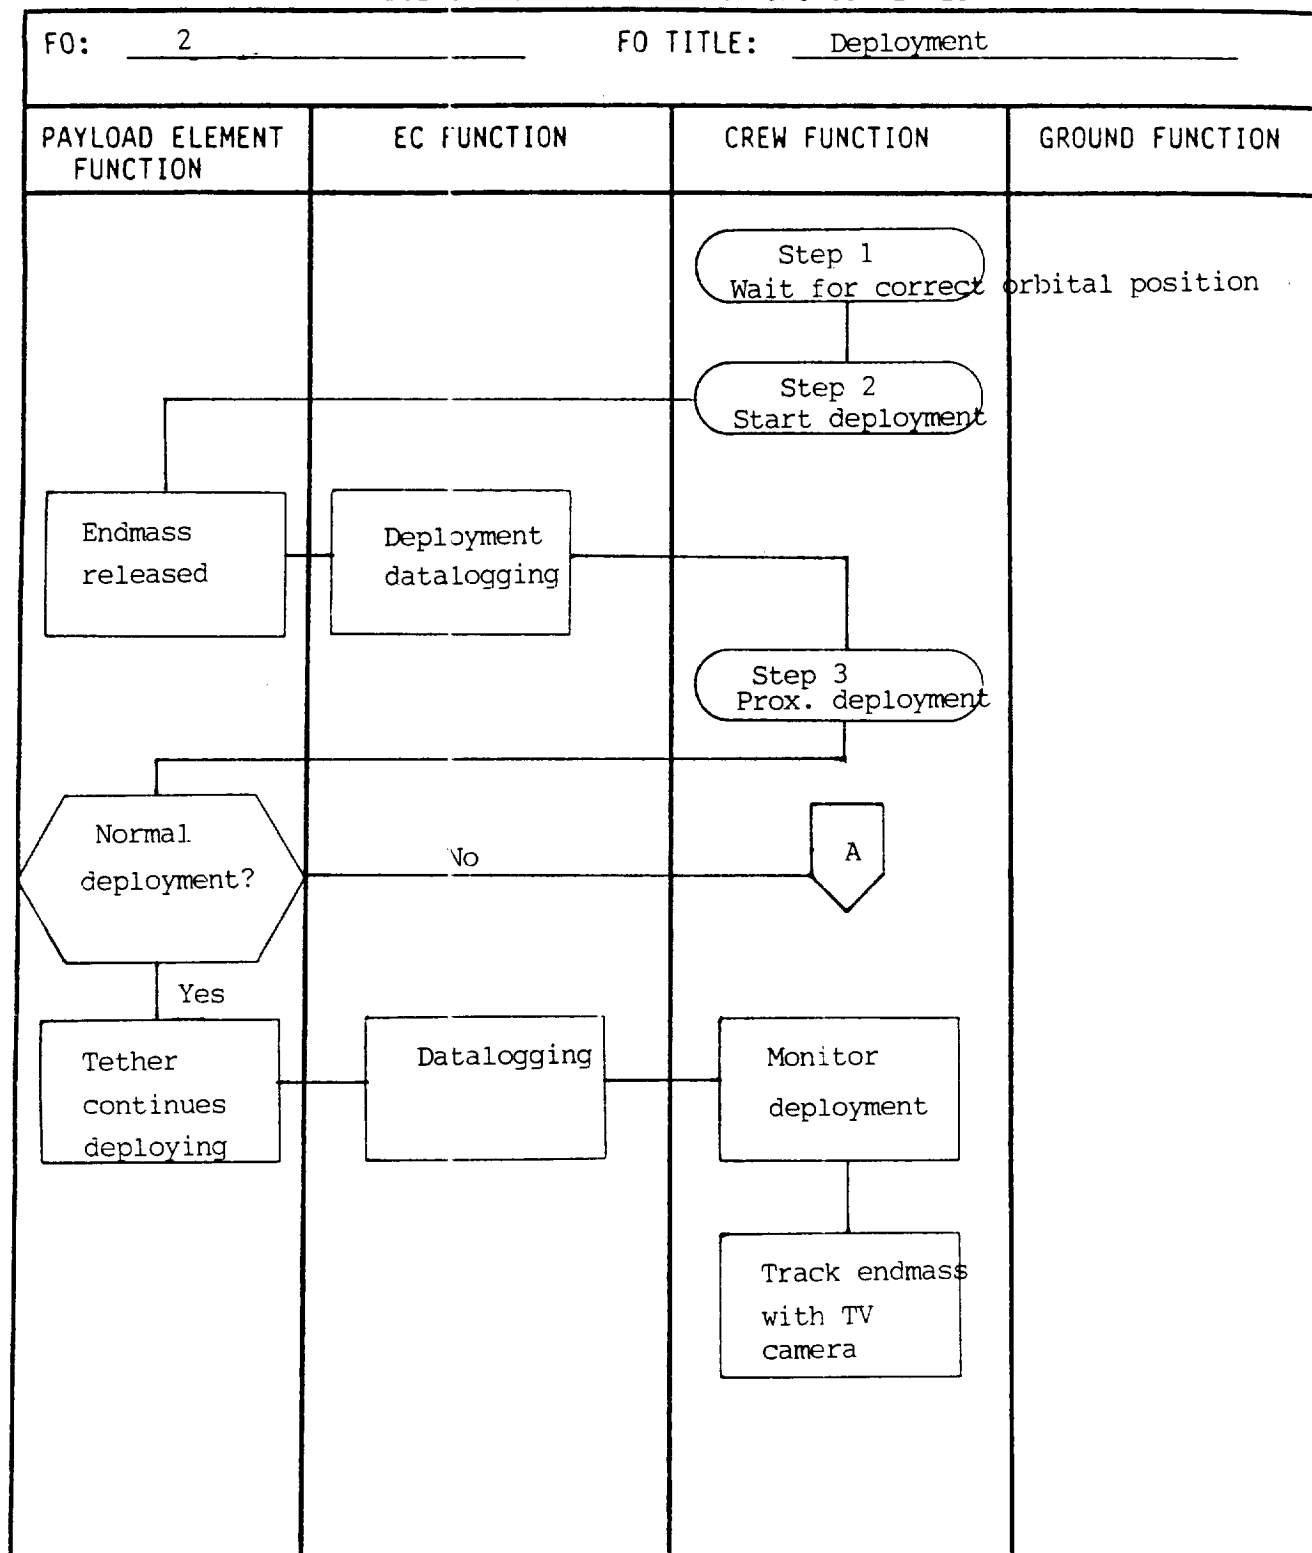 FO: 2 FO TITLE: Deployment
PAYLOAD ELEMENT FUNCTION
EC FUNCTION
CREW FUNCTION
GROUND FUNCTION
Step 1
Wait for correct orbital position
Step 2
Start deployment
Endmass
released
Deployment
datalogging
Step 3
Prox. deployment
Normal
deployment?
No
A
Yes
Tether
continues
deploying
Datalogging
Monitor
deployment
Track endmass
with TV
camera